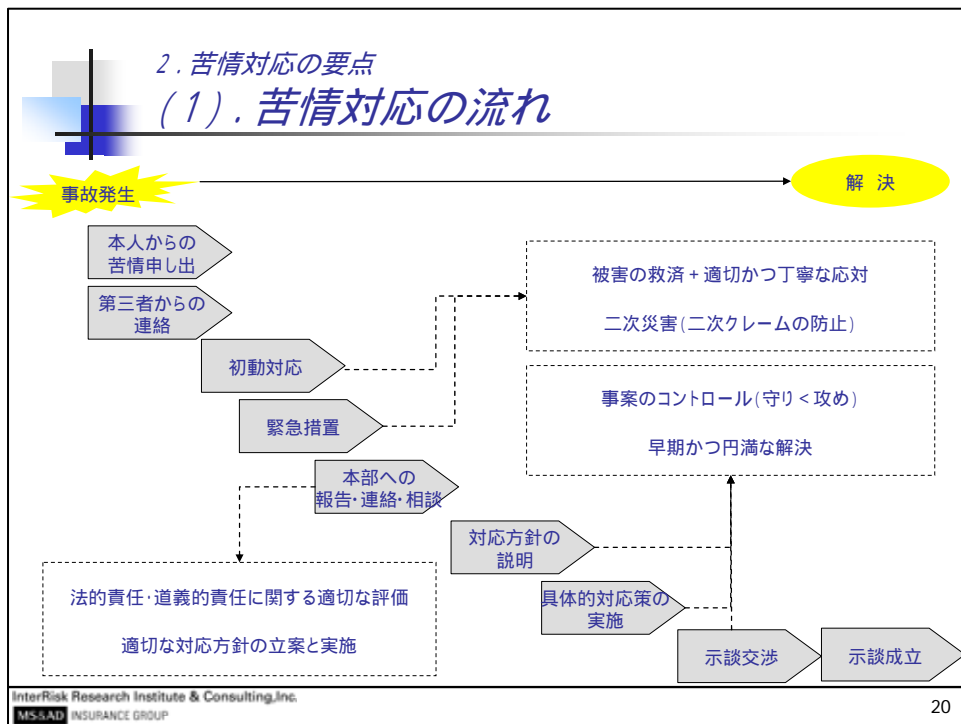 2.苦情対応の要点
(1).苦情対応の流れ
事故発生
解 決
本人からの
苦情申し出
第三者からの
連絡
初動対応
緊急措置
本部への
報告・連絡・相談
被害の救済+適切かつ丁寧な応対
二次災害(二次クレームの防止)
事案のコントロール(守り<攻め)
早期かつ円満な解決
対応方針の
説明
具体的対応策の
実施
法的責任・道義的責任に関する適切な評価
適切な対応方針の立案と実施
示談交渉
示談成立
InterRisk Research Institute & Consulting,Inc.
MS&AD INSURANCE GROUP
20